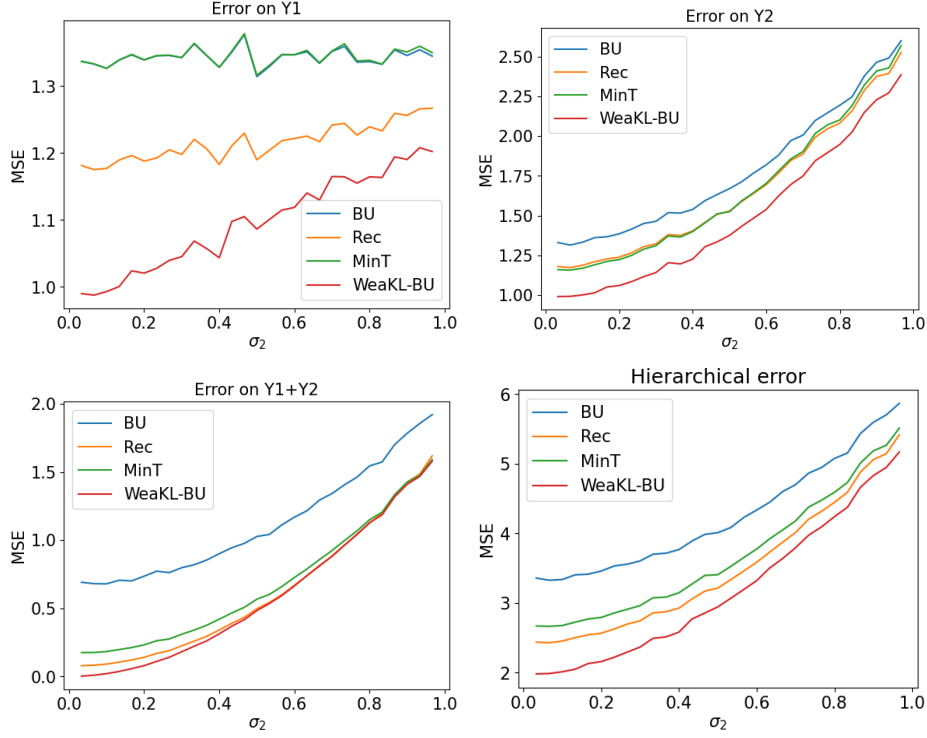 Error on Y1
MSE
1.3
1.2
1.1
1.0
BU
Rec
MinT
WeaKL-BU
0.0 0.2 0.4 0.6 0.8 1.0
σ2
Error on Y2
MSE
2.50
2.25
2.00
1.75
1.50
1.25
1.00
BU
Rec
MinT
WeaKL-BU
0.0 0.2 0.4 0.6 0.8 1.0
σ2
Error on Y1+Y2
MSE
2.0
1.5
1.0
0.5
0.0
BU
Rec
MinT
WeaKL-BU
0.0 0.2 0.4 0.6 0.8 1.0
σ2
Hierarchical error
MSE
6
5
4
3
2
BU
Rec
MinT
WeaKL-BU
0.0 0.2 0.4 0.6 0.8 1.0
σ2